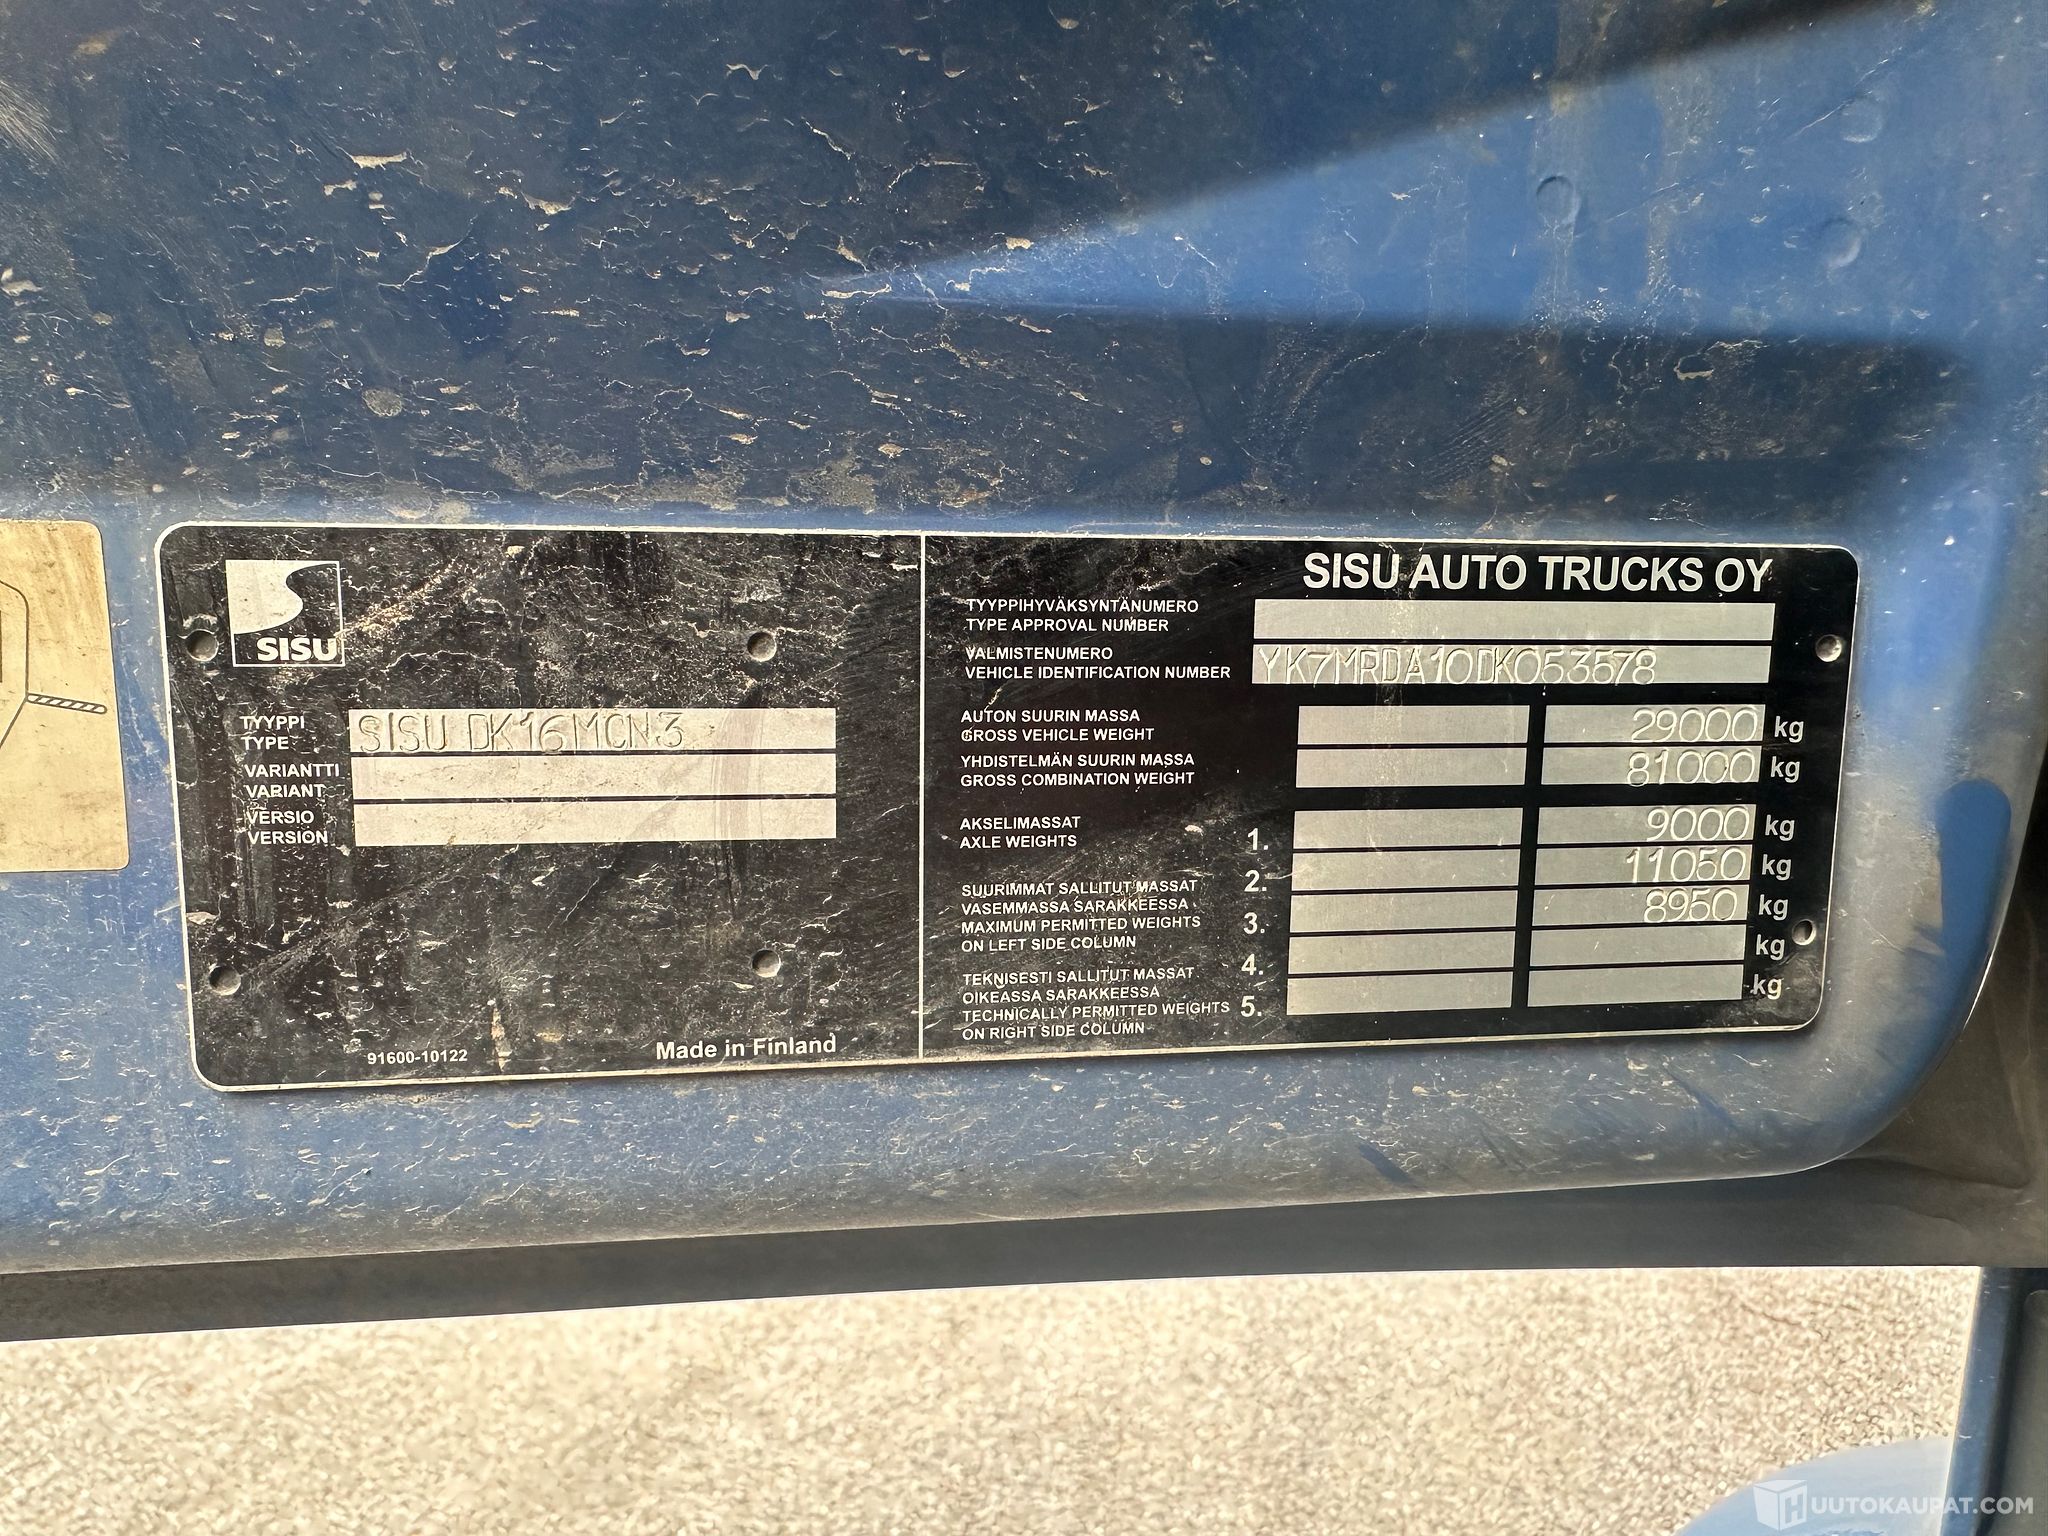 SISU
TYYPPI
TYPE
SISU DK16MCN.3
VARIANTTI
VARIANT
VERSIO
VERSION
91600-10122
Made in Finland
SISU AUTO TRUCKS OY
TYYPPIHYVÄKSYNTÄNUMERO
TYPE APPROVAL NUMBER
VALMISTENUMERO
VEHICLE IDENTIFICATION NUMBER
YK7MRDA10DK053578
AUTON SUURIN MASSA
GROSS VEHICLE WEIGHT
29000 kg
YHDISTELMÄN SUURIN MASSA
GROSS COMBINATION WEIGHT
81000 kg
AKSELIMASSAT
AXLE WEIGHTS
1. 9000 kg
2. 11050 kg
3. 8950 kg
4. kg
5. kg
SUURIMMAT SALLITUT MASSAT
VASEMMASSA SARAKKEESSA
MAXIMUM PERMITTED WEIGHTS
ON LEFT SIDE COLUMN
TEKNISESTI SALLITUT MASSAT
OIKEASSA SARAKKEESSA
TECHNICALLY PERMITTED WEIGHTS
ON RIGHT SIDE COLUMN
HUUTOKAUPAT.COM